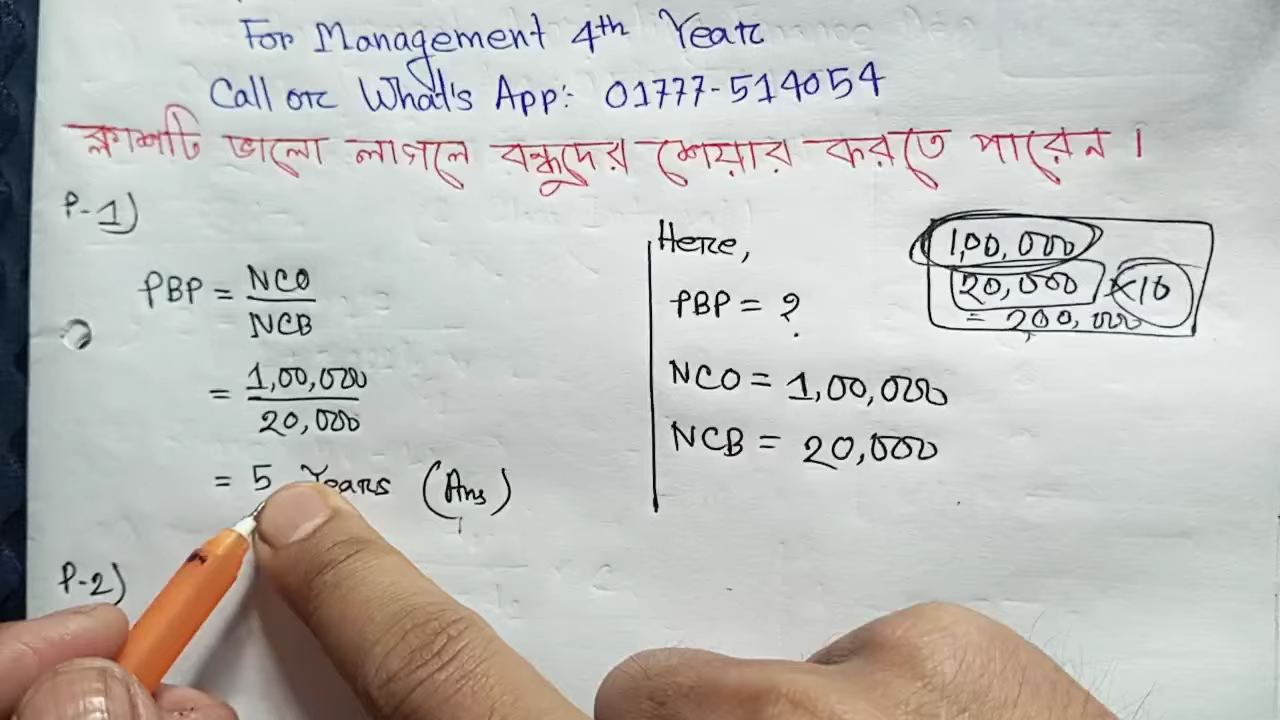 For Management 4th Year
Call or What's App:- 01777-514054
ক্লাশটি ভালো লাগলে বন্ধুদের শেয়ার করতে পারেন।
P-1)
PBP = NCO
NCB
= 1,00,000
20,000
= 5 Years (Ans)
Here,
PBP = ?
NCO = 1,00,000
NCB = 20,000
1,00,000
20,000 × 10
= 200,000
P-2)